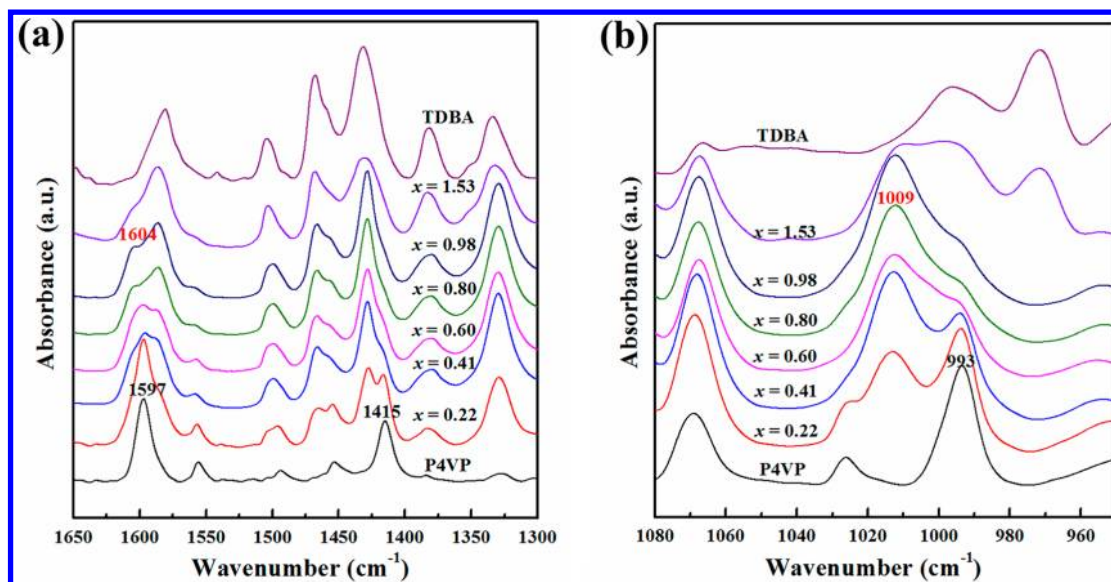 (a)
TDBA
x = 1.53
1604
x = 0.98
x = 0.80
x = 0.60
x = 0.41
1597
1415
x = 0.22
P4VP
Absorbance (a.u.)
1650 1600 1550 1500 1450 1400 1350 1300
Wavenumber (cm⁻¹)
(b)
TDBA
1009
x = 1.53
x = 0.98
x = 0.80
x = 0.60
x = 0.41
993
x = 0.22
P4VP
Absorbance (a.u.)
1080 1060 1040 1020 1000 980 960
Wavenumber (cm⁻¹)